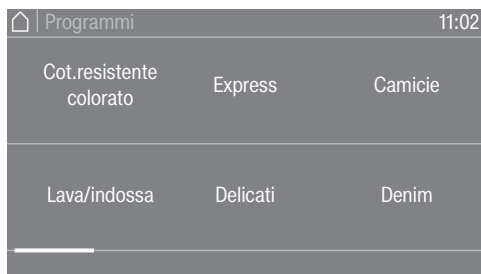 Programmi 11:02
Cot.resistente
colorato
Express
Camicie
Lava/indossa
Delicati
Denim